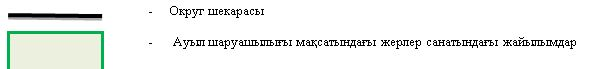 - Округ шекарасы
- Ауыл шаруашылығы мақсатындағы жерлер санатындағы жайылымдар